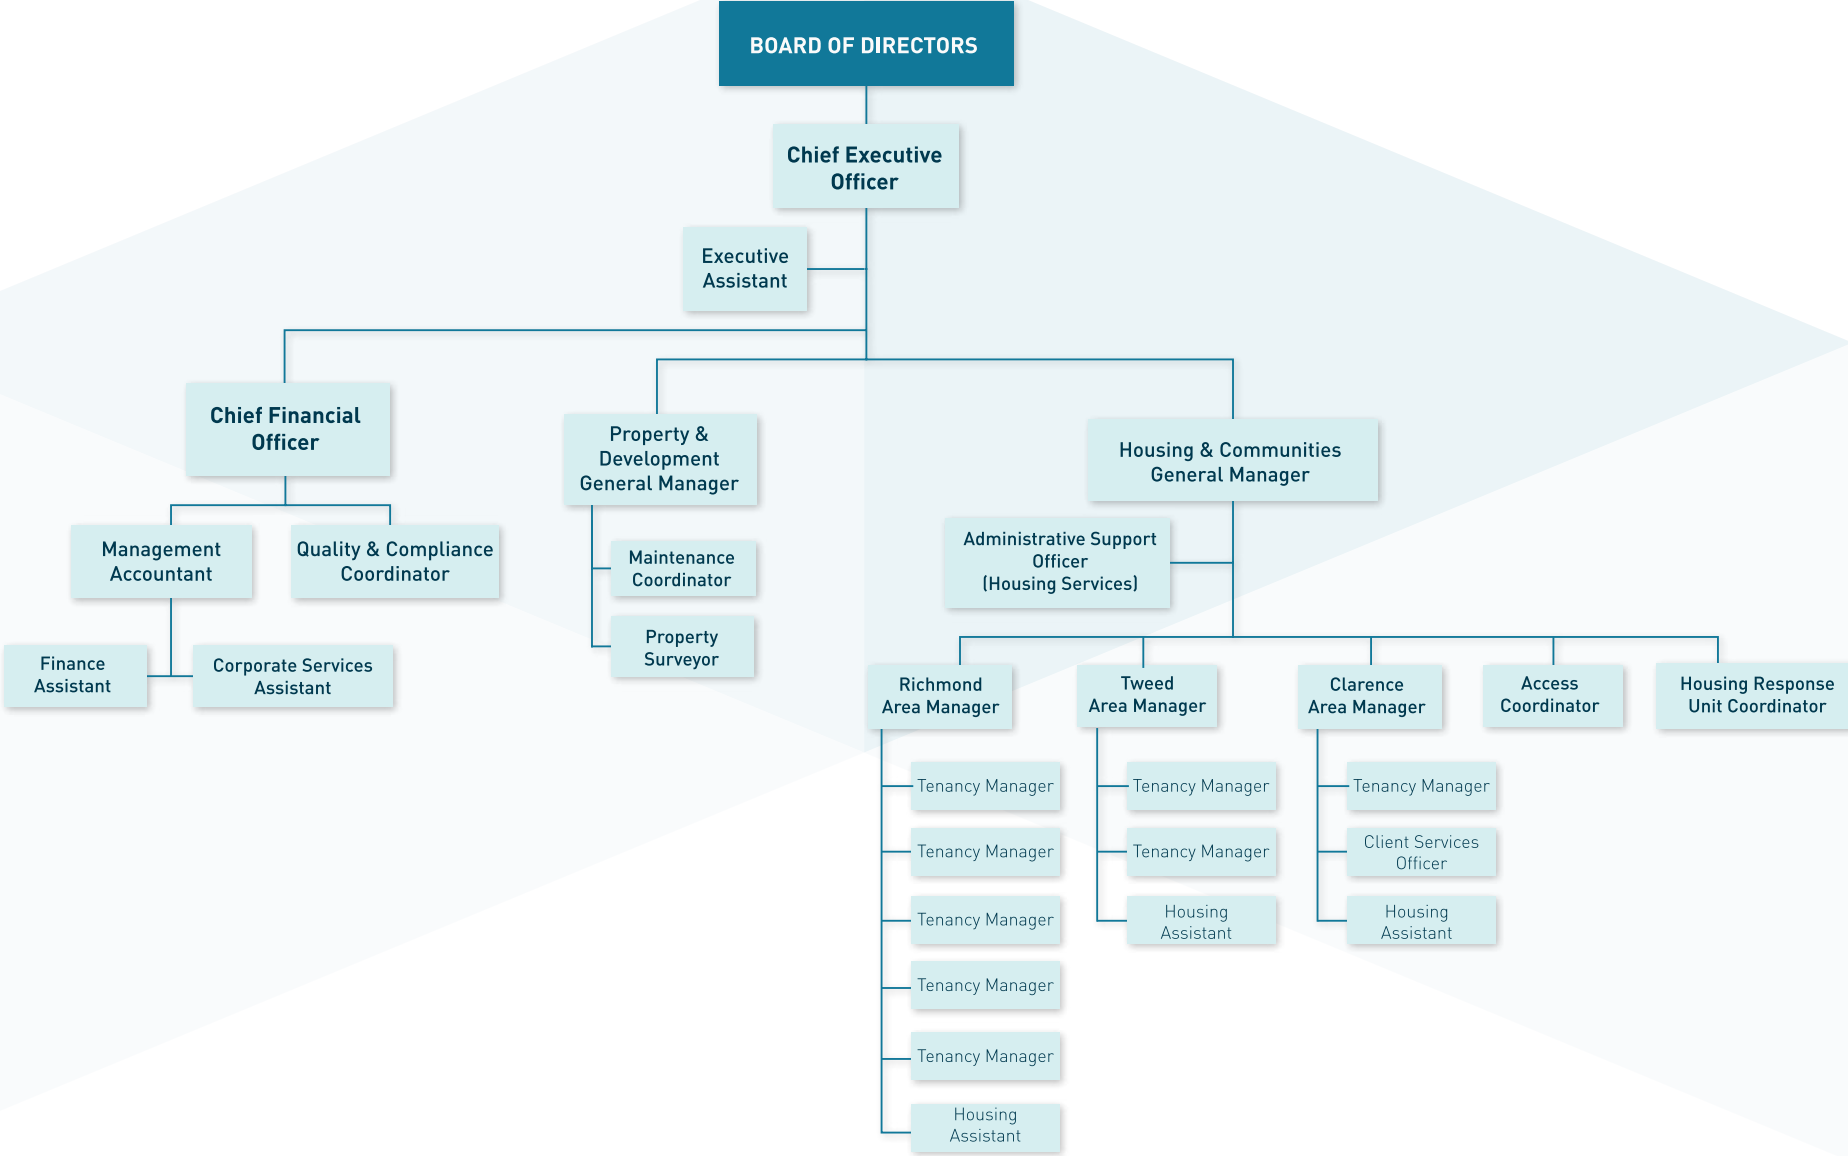 BOARD OF DIRECTORS
Chief Executive
Officer
Executive
Assistant
Chief Financial
Officer
Property &
Development
General Manager
Housing & Communities
General Manager
Management
Accountant
Quality & Compliance
Coordinator
Maintenance
Coordinator
Administrative Support
Officer
(Housing Services)
Finance
Assistant
Corporate Services
Assistant
Property
Surveyor
Richmond
Area Manager
Tweed
Area Manager
Clarence
Area Manager
Access
Coordinator
Housing Response
Unit Coordinator
Tenancy Manager
Tenancy Manager
Tenancy Manager
Tenancy Manager
Tenancy Manager
Housing
Assistant
Tenancy Manager
Tenancy Manager
Housing
Assistant
Tenancy Manager
Client Services
Officer
Housing
Assistant